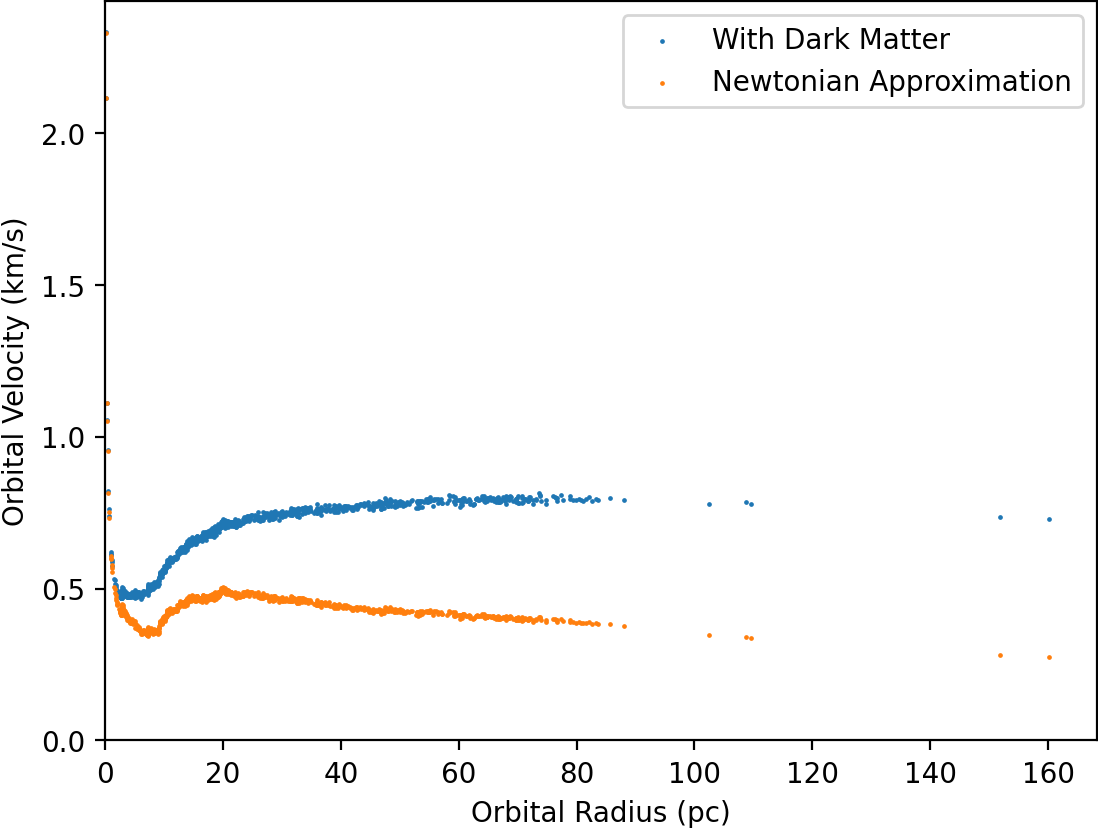 With Dark Matter
Newtonian Approximation
Orbital Velocity (km/s)
2.0
1.5
1.0
0.5
0.0
0 20 40 60 80 100 120 140 160
Orbital Radius (pc)